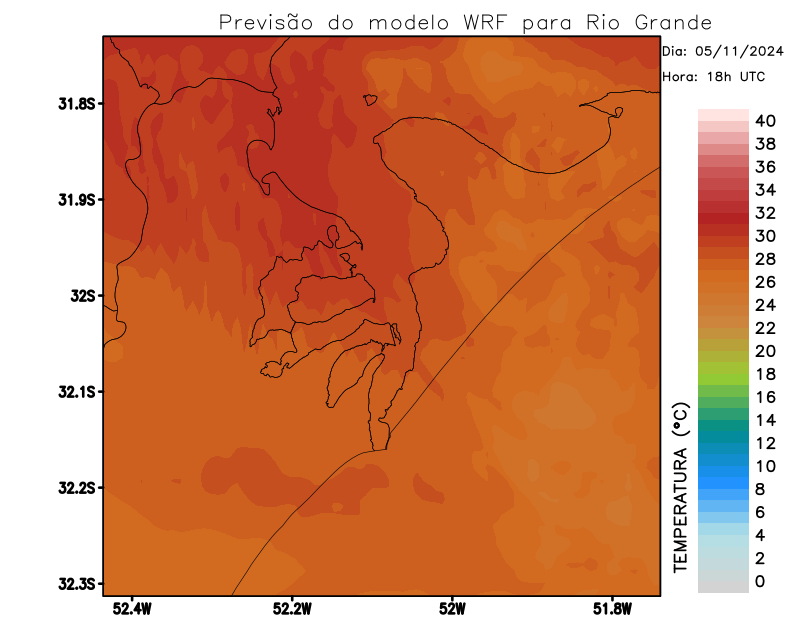 Previsão do modelo WRF para Rio Grande
Dia: 05/11/2024
Hora: 18h UTC
31.8S
31.9S
32S
32.1S
32.2S
32.3S
52.4W
52.2W
52W
51.8W
TEMPERATURA (°C)
40
38
36
34
32
30
28
26
24
22
20
18
16
14
12
10
8
6
4
2
0